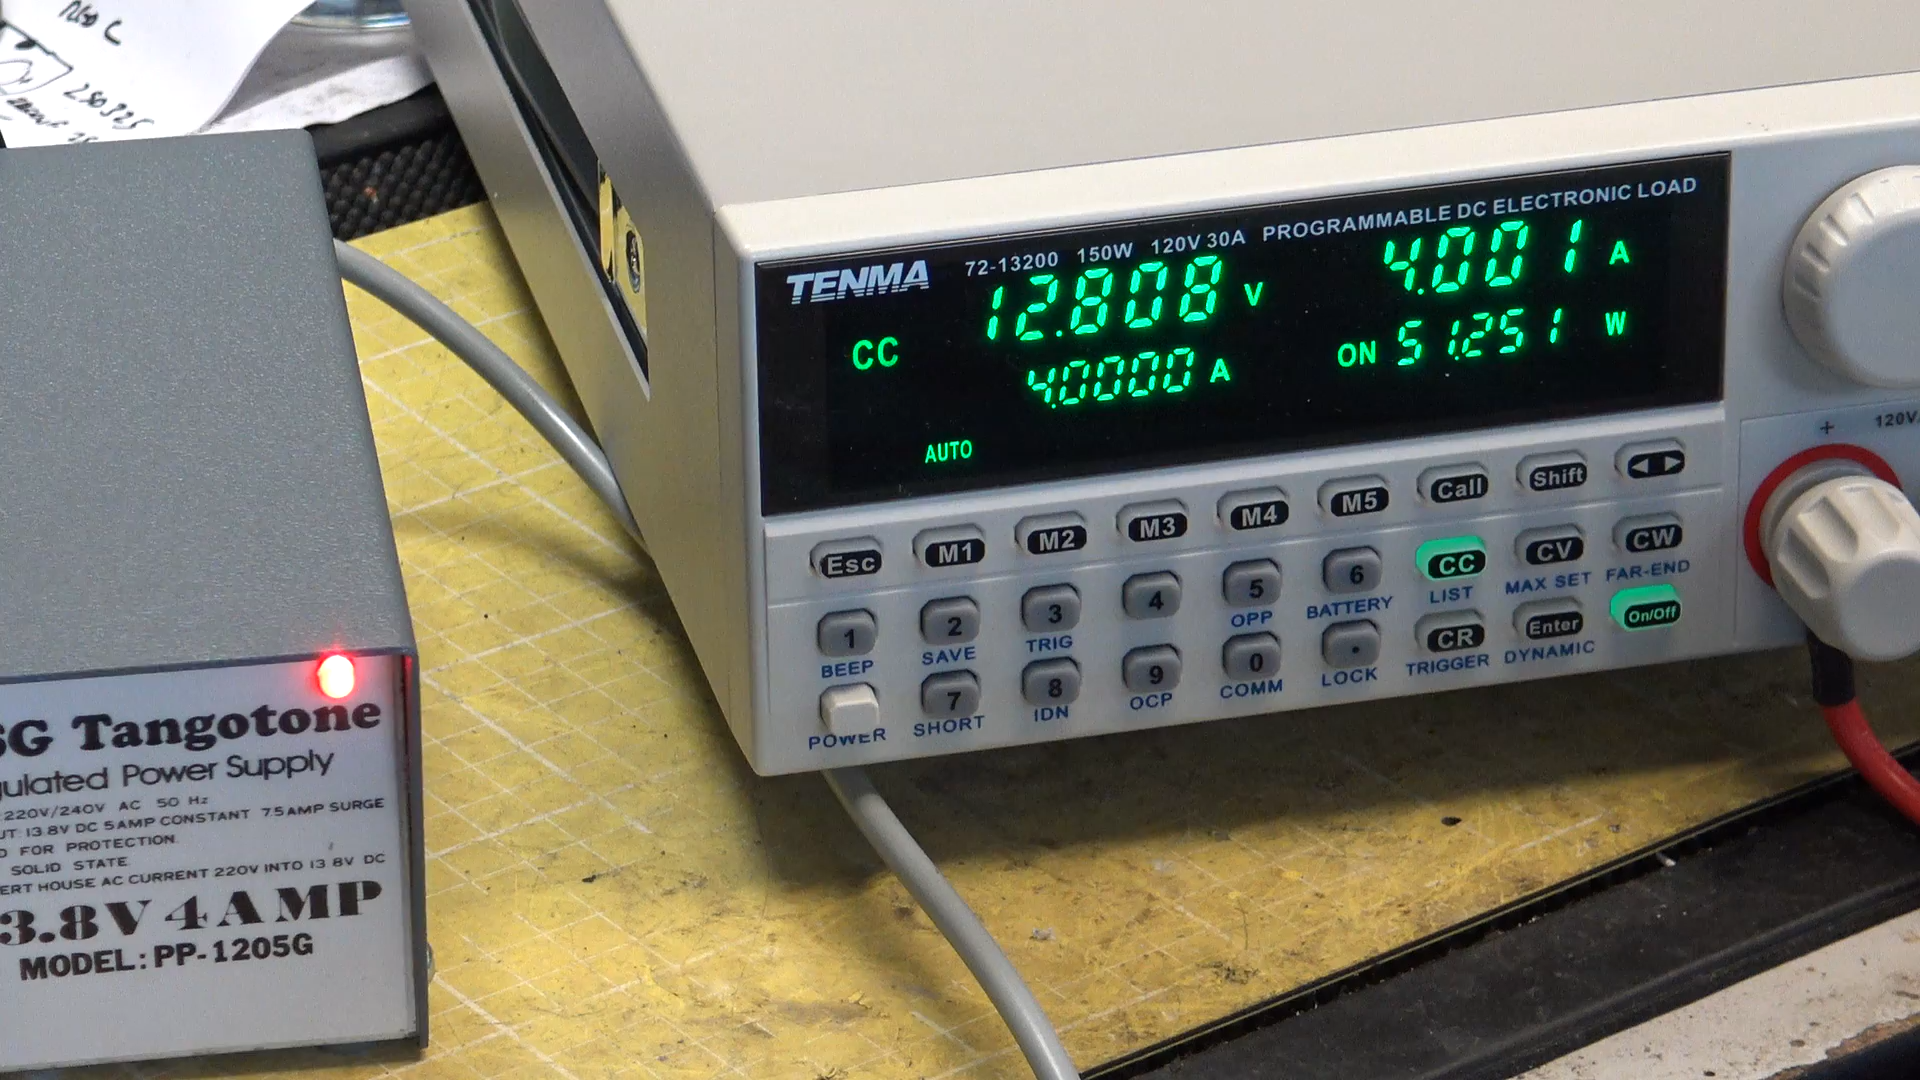 250325
TENMA
72-13200 150W 120V 30A PROGRAMMABLE DC ELECTRONIC LOAD
12.808 V 4.001 A
CC
4.0000 A ON 51.251 W
AUTO
Esc M1 M2 M3 M4 M5 Call Shift
1 2 3 4 5 6 CC CV CW
BEEP SAVE TRIG OPP BATTERY LIST MAX SET FAR-END
7 8 9 0 . CR Enter On/Off
POWER SHORT IDN OCP COMM LOCK TRIGGER DYNAMIC
+ 120V
SG Tangotone
ulated Power Supply
220V/240V AC 50 Hz
UT: 13.8V DC 5AMP CONSTANT 7.5AMP SURGE
D FOR PROTECTION.
SOLID STATE
ERT HOUSE AC CURRENT 220V INTO 13.8V DC
3.8V 4AMP
MODEL: PP-1205G